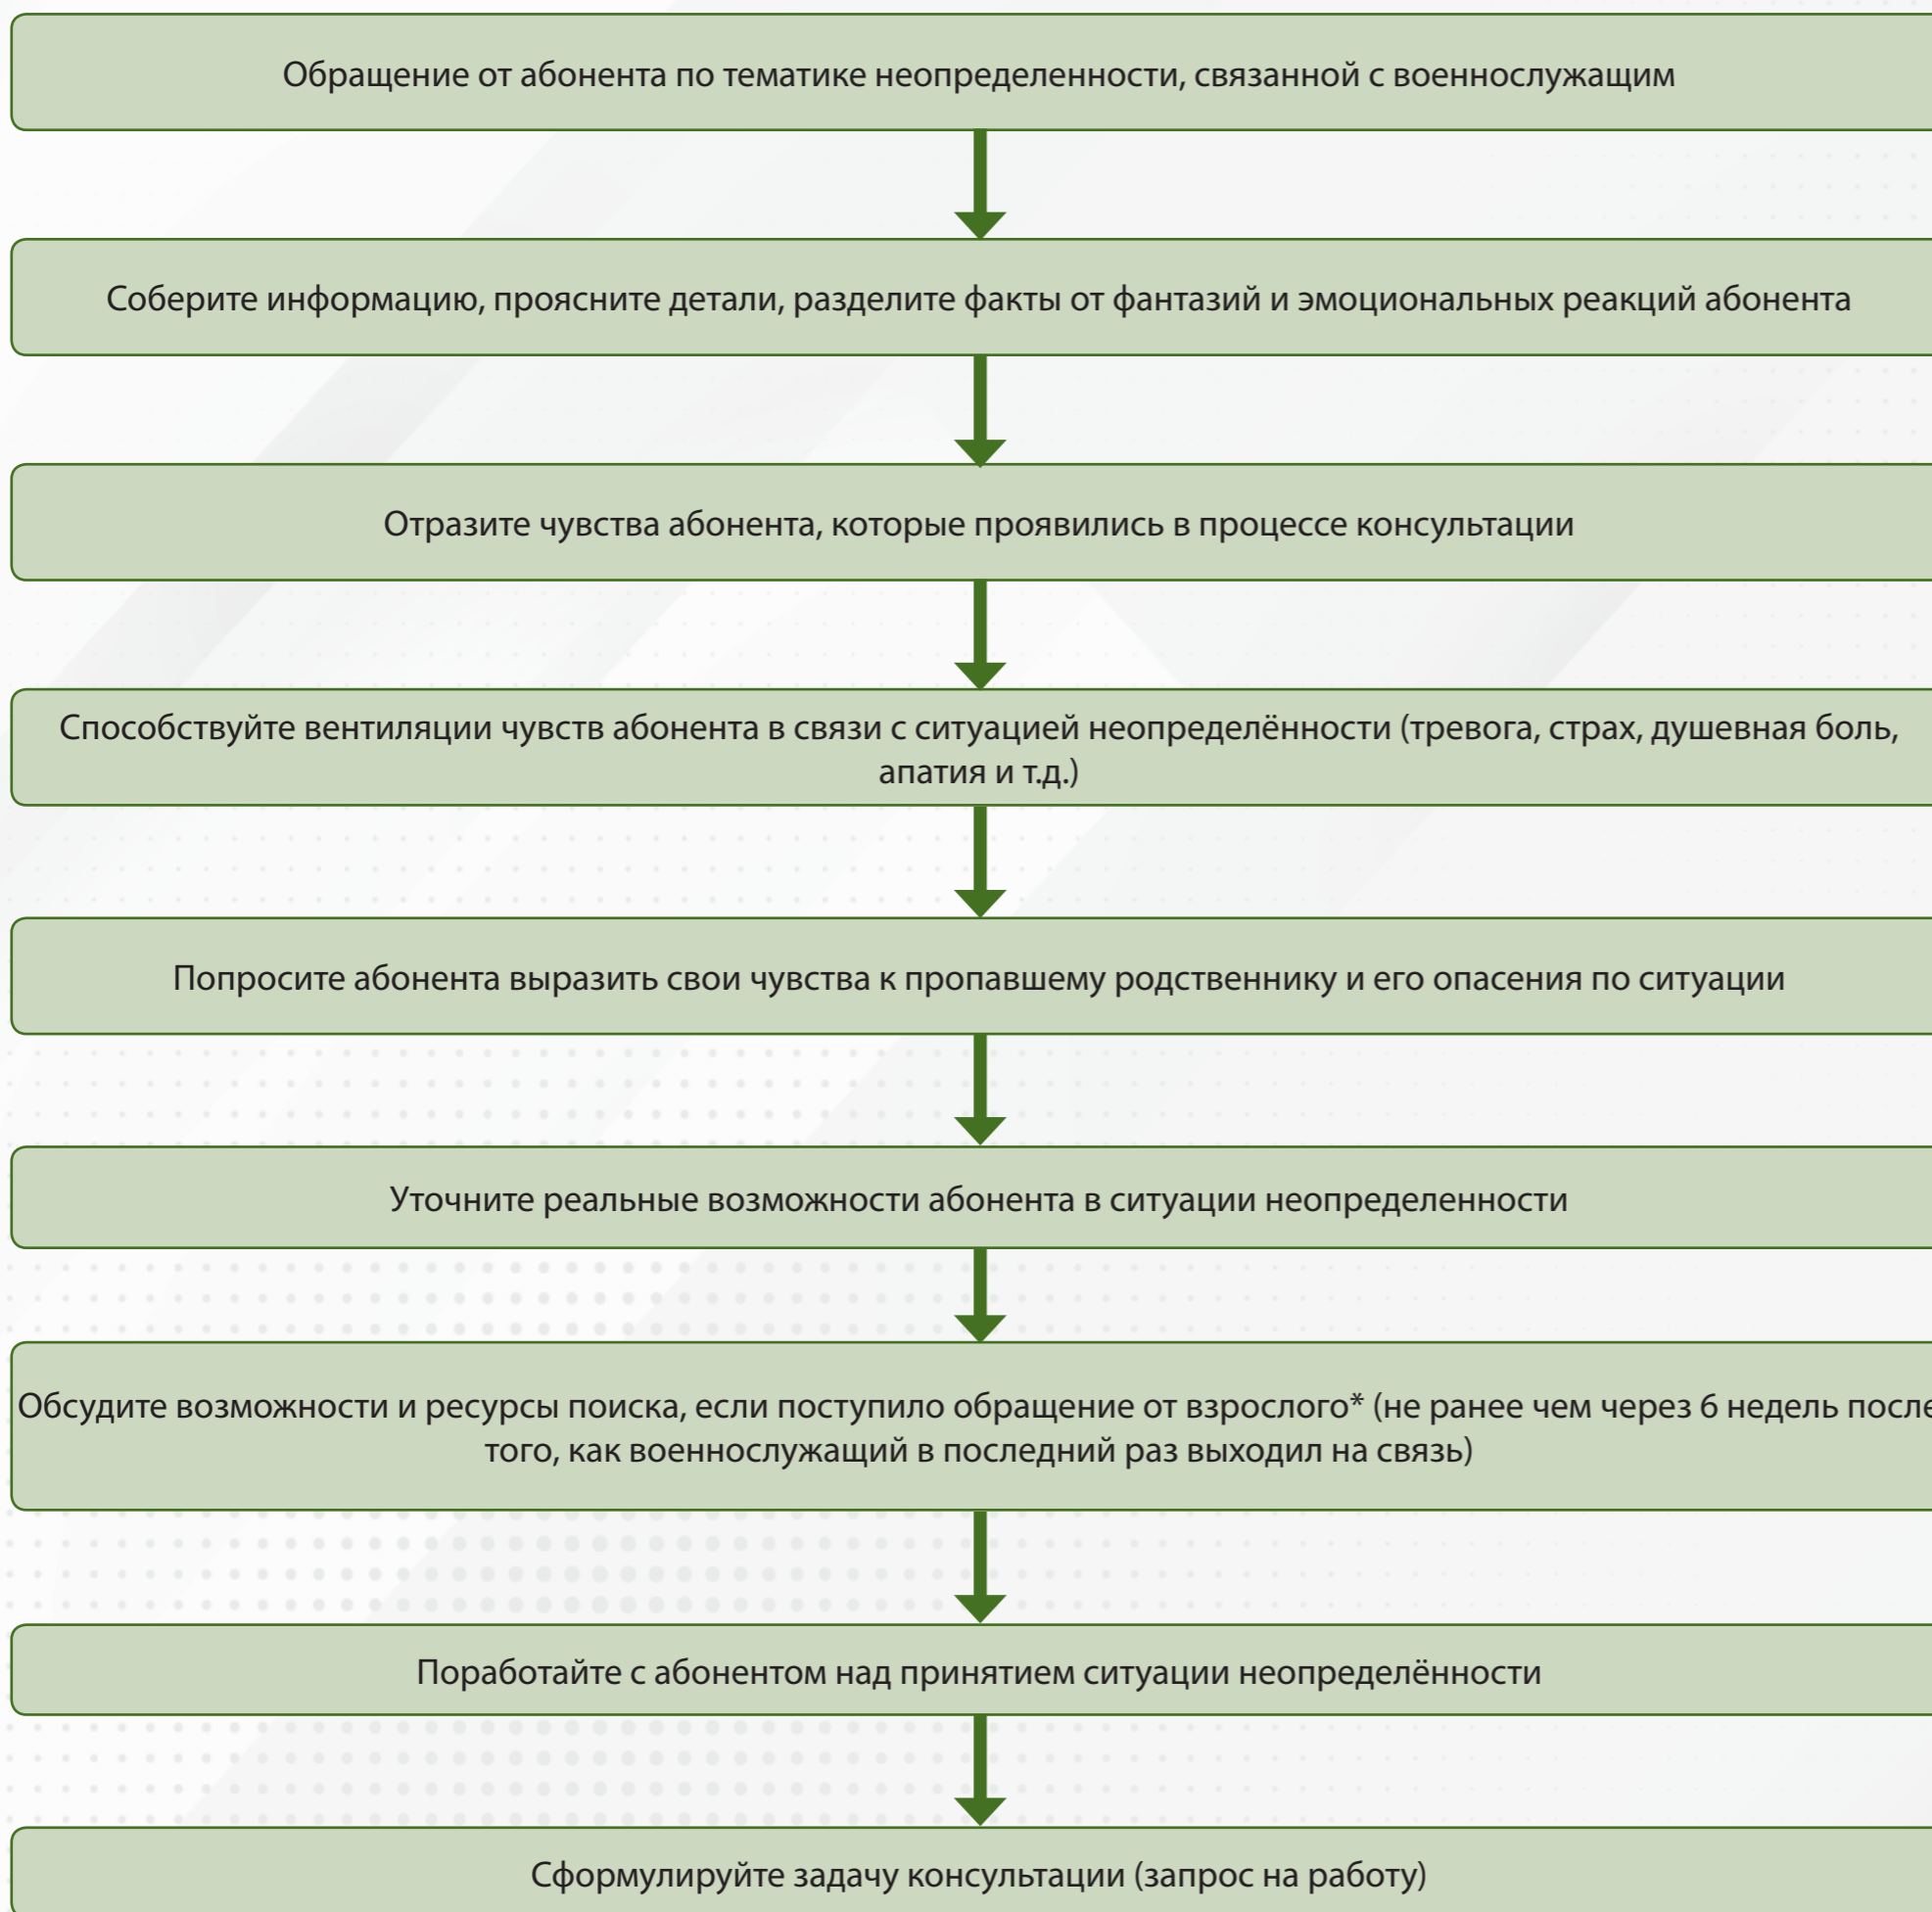 Обращение от абонента по тематике неопределенности, связанной с военнослужащим
Соберите информацию, проясните детали, разделите факты от фантазий и эмоциональных реакций абонента
Отразите чувства абонента, которые проявились в процессе консультации
Способствуйте вентиляции чувств абонента в связи с ситуацией неопределённости (тревога, страх, душевная боль,
апатия и т.д.)
Попросите абонента выразить свои чувства к пропавшему родственнику и его опасения по ситуации
Уточните реальные возможности абонента в ситуации неопределенности
Обсудите возможности и ресурсы поиска, если поступило обращение от взрослого* (не ранее чем через 6 недель после
того, как военнослужащий в последний раз выходил на связь)
Поработайте с абонентом над принятием ситуации неопределённости
Сформулируйте задачу консультации (запрос на работу)